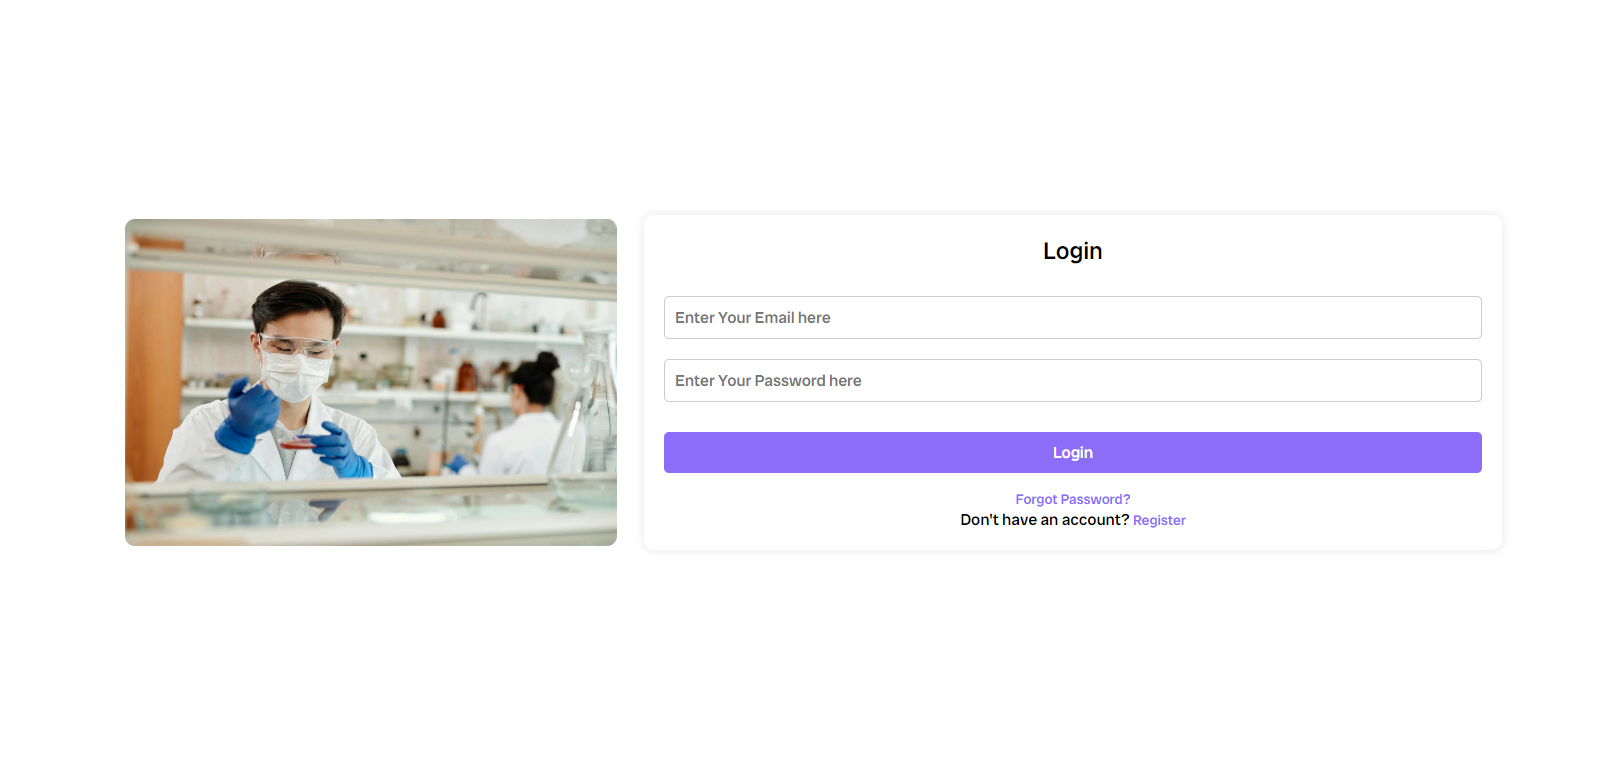 Login
Enter Your Email here
Enter Your Password here
Login
Forgot Password?
Don't have an account? Register